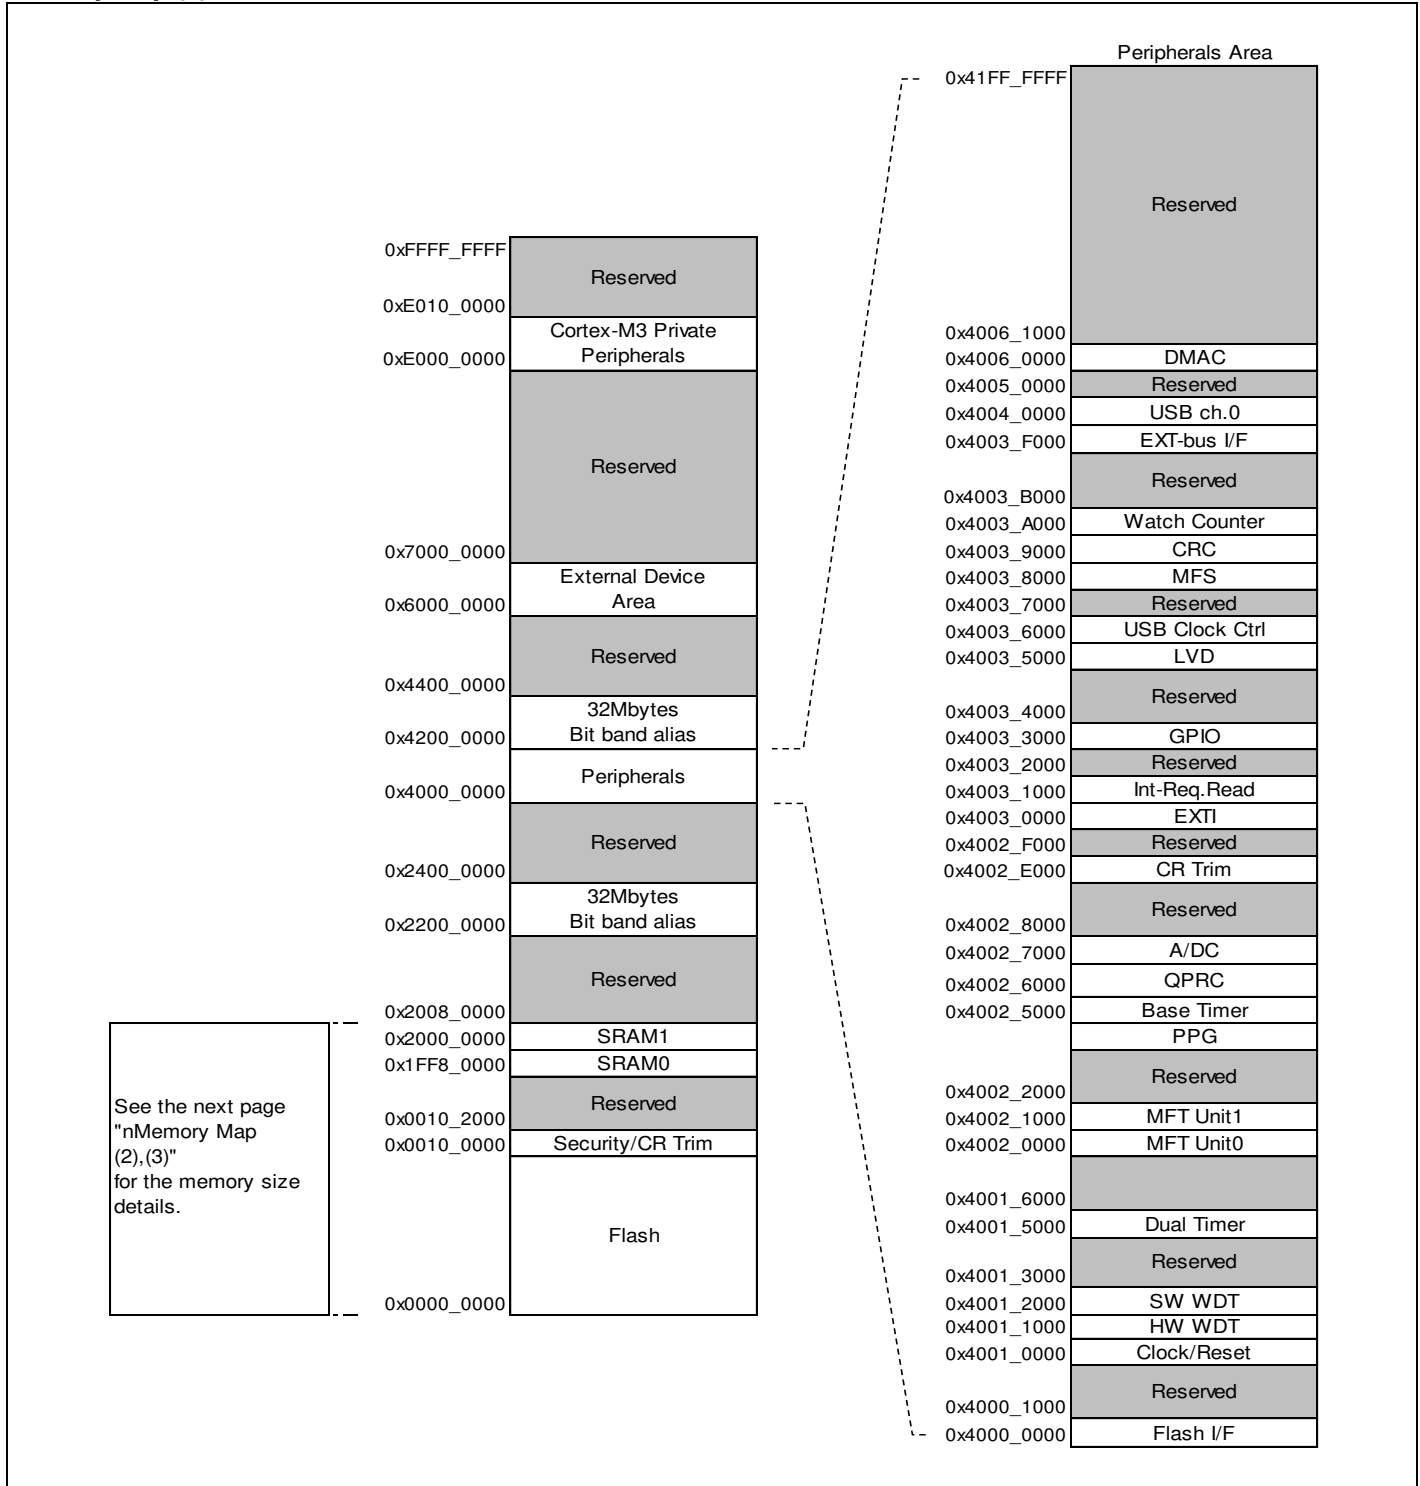 Peripherals Area
0x41FF_FFFF
Reserved
0x4006_1000
0x4006_0000 DMAC
0x4005_0000 Reserved
0x4004_0000 USB ch.0
0x4003_F000 EXT-bus I/F
Reserved
0x4003_B000
0x4003_A000 Watch Counter
0x4003_9000 CRC
0x4003_8000 MFS
0x4003_7000 Reserved
0x4003_6000 USB Clock Ctrl
0x4003_5000 LVD
Reserved
0x4003_4000
0x4003_3000 GPIO
0x4003_2000 Reserved
0x4003_1000 Int-Req.Read
0x4003_0000 EXTI
0x4002_F000 Reserved
0x4002_E000 CR Trim
Reserved
0x4002_8000
0x4002_7000 A/DC
0x4002_6000 QPRC
0x4002_5000 Base Timer
PPG
Reserved
0x4002_2000
0x4002_1000 MFT Unit1
0x4002_0000 MFT Unit0
0x4001_6000
0x4001_5000 Dual Timer
Reserved
0x4001_3000
0x4001_2000 SW WDT
0x4001_1000 HW WDT
0x4001_0000 Clock/Reset
Reserved
0x4000_1000
0x4000_0000 Flash I/F
0xFFFF_FFFF
Reserved
0xE010_0000
Cortex-M3 Private
0xE000_0000 Peripherals
Reserved
0x7000_0000
External Device
0x6000_0000 Area
Reserved
0x4400_0000
32Mbytes
0x4200_0000 Bit band alias
Peripherals
0x4000_0000
Reserved
0x2400_0000
32Mbytes
0x2200_0000 Bit band alias
Reserved
0x2008_0000
0x2000_0000 SRAM1
0x1FF8_0000 SRAM0
Reserved
0x0010_2000
0x0010_0000 Security/CR Trim
Flash
0x0000_0000
See the next page
"nMemory Map
(2),(3)"
for the memory size
details.